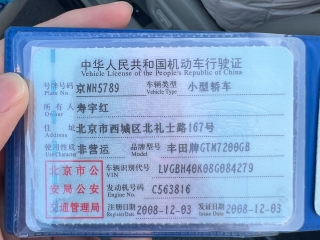 中华人民共和国机动车行驶证
Vehicle License of the People's Republic of China
号牌号码 京NH5789 车辆类型 小型轿车
Plate No. Vehicle Type
所有人 寿宇红
Owner
住址 北京市西城区北礼士路167号
Address
使用性质 非营运 品牌型号 丰田牌GTM7200GB
Use Character Model
北京市公安局公安交通管理局
车辆识别代号 LVGBH40K08G084279
VIN
发动机号码 C563816
Engine No.
注册日期 2008-12-03 发证日期 2008-12-03
Register Date Issue Date